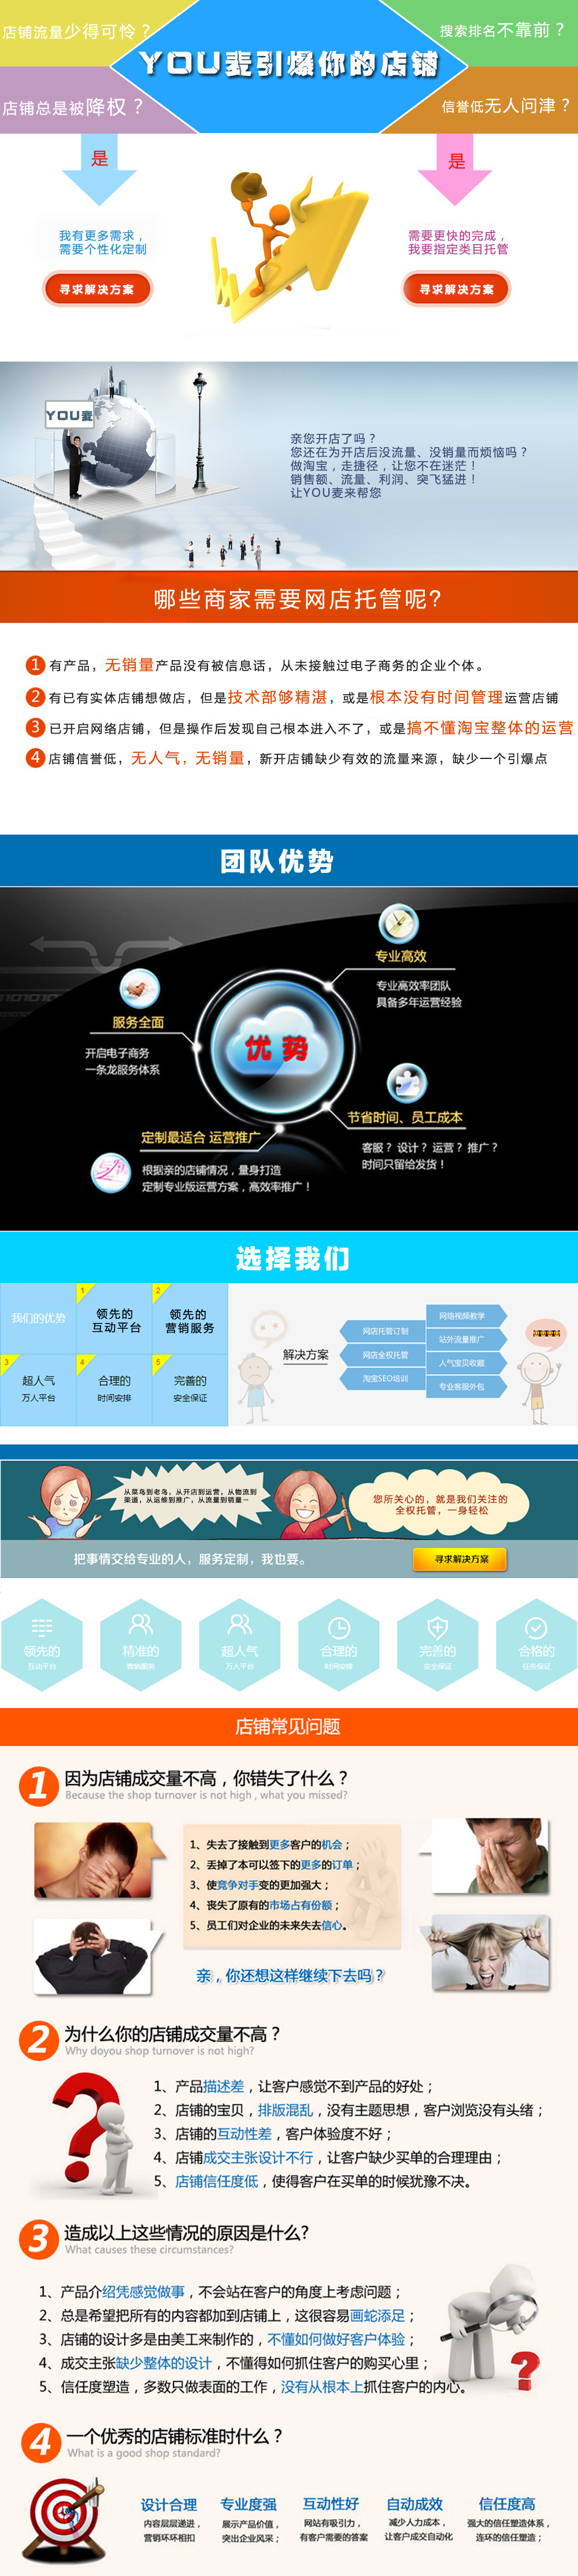 店铺流量少得可怜？
搜索排名不靠前？
YOU麦引爆你的店铺
店铺总是被降权？
信誉低无人问津？
是
是
我有更多需求，
需要个性化定制
需要更快的完成，
我要指定类目托管
寻求解决方案
寻求解决方案
YOU麦
亲您开店了吗？
您还在为开店后没流量、没销量而烦恼吗？
做淘宝，走捷径，让您不在迷茫！
销售额、流量、利润、突飞猛进！
让YOU麦来帮您
哪些商家需要网店托管呢?
1 有产品，无销量产品没有被信息话，从未接触过电子商务的企业个体。
2 有已有实体店铺想做店，但是技术部够精湛，或是根本没有时间管理运营店铺
3 已开启网络店铺，但是操作后发现自己根本进入不了，或是搞不懂淘宝整体的运营
4 店铺信誉低，无人气，无销量，新开店铺缺少有效的流量来源，缺少一个引爆点
团队优势
专业高效
专业高效率团队
具备多年运营经验
服务全面
开启电子商务
一条龙服务体系
优势
节省时间、员工成本
客服？设计？运营？推广？
时间只留给发货！
定制最适合 运营推广
根据亲的店铺情况，量身打造
定制专业版运营方案，高效率推广！
选择我们
我们的优势
1
领先的
互动平台
2
领先的
营销服务
3
超人气
万人平台
4
合理的
时间安排
5
完善的
安全保证
解决方案
网店托管订制
网店全权托管
淘宝SEO培训
网络视频教学
站外流量推广
人气宝贝收藏
专业客服外包
从菜鸟到老鸟，从开店到运营，从物流到
渠道，从运维到推广，从流量到销量--
您所关心的，就是我们关注的
全权托管，一身轻松
把事情交给专业的人，服务定制，我也要。
寻求解决方案
领先的
互动平台
精准的
营销服务
超人气
万人平台
合理的
时间安排
完善的
安全保证
合格的
任务保证
店铺常见问题
1 因为店铺成交量不高，你错失了什么？
Because the shop turnover is not high , what you missed?
1、失去了接触到更多客户的机会；
2、丢掉了本可以签下的更多的订单；
3、使竞争对手变的更加强大；
4、丧失了原有的市场占有份额；
5、员工们对企业的未来失去信心。
亲，你还想这样继续下去吗？
2 为什么你的店铺成交量不高？
Why doyou shop turnover is not high?
1、产品描述差，让客户感觉不到产品的好处；
2、店铺的宝贝，排版混乱，没有主题思想，客户浏览没有头绪；
3、店铺的互动性差，客户体验度不好；
4、店铺成交主张设计不行，让客户缺少买单的合理理由；
5、店铺信任度低，使得客户在买单的时候犹豫不决。
3 造成以上这些情况的原因是什么?
What causes these circumstances?
1、产品介绍凭感觉做事，不会站在客户的角度上考虑问题；
2、总是希望把所有的内容都加到店铺上，这很容易画蛇添足；
3、店铺的设计多是由美工来制作的，不懂如何做好客户体验；
4、成交主张缺少整体的设计，不懂得如何抓住客户的购买心里；
5、信任度塑造，多数只做表面的工作，没有从根本上抓住客户的内心。
4 一个优秀的店铺标准时什么？
What is a good shop standard?
设计合理
内容层层递进，
营销环环相扣
专业度强
展示产品价值，
突出企业风采；
互动性好
网站有吸引力，
有客户需要的答案
自动成效
减少人力成本，
让客户成交自动化
信任度高
强大的信任塑造体系，
连环的信任塑造；